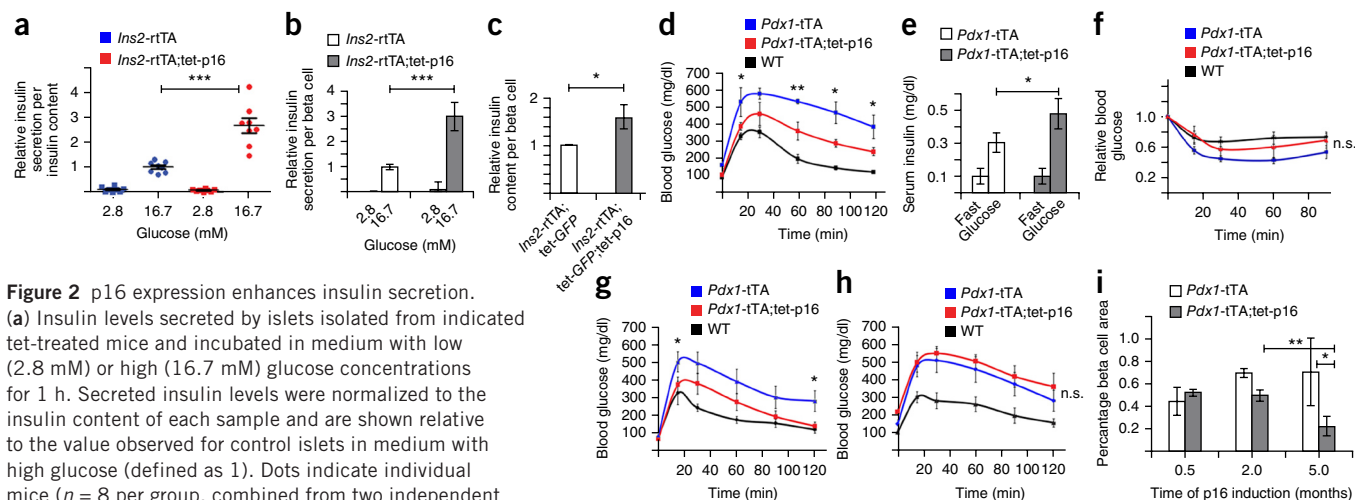 a
Ins2-rtTA
Ins2-rtTA;tet-p16
Relative insulin
secretion per
insulin content
5
4
3
2
1
0
***
2.8
16.7
2.8
16.7
Glucose (mM)
b
Ins2-rtTA
Ins2-rtTA;tet-p16
Relative insulin
secretion per beta cell
4
3
2
1
0
***
2.8
16.7
2.8
16.7
Glucose (mM)
c
Relative insulin
content per beta cell
2
1
0
*
Ins2-rtTA;
tet-GFP
Ins2-rtTA;
tet-GFP;tet-p16
d
Pdx1-tTA
Pdx1-tTA;tet-p16
WT
Blood glucose (mg/dl)
700
600
500
400
300
200
100
* ** * *
0 20 40 60 80 100 120
Time (min)
e
Pdx1-tTA
Pdx1-tTA;tet-p16
Serum insulin (mg/dl)
0.5
0.3
0.1
*
Fast
Glucose
Fast
Glucose
f
Pdx1-tTA
Pdx1-tTA;tet-p16
WT
Relative blood
glucose
1.0
0.6
0.2
n.s.
20 40 60 80
Time (min)
g
Pdx1-tTA
Pdx1-tTA;tet-p16
WT
Blood glucose (mg/dl)
700
600
500
400
300
200
100
* *
0 20 40 60 80 100 120
Time (min)
h
Pdx1-tTA
Pdx1-tTA;tet-p16
WT
Blood glucose (mg/dl)
700
600
500
400
300
200
100
n.s.
0 20 40 60 80 100 120
Time (min)
i
Pdx1-tTA
Pdx1-tTA;tet-p16
Percentage beta cell area
1.0
0.8
0.6
0.4
0.2
**
*
0.5 2.0 5.0
Time of p16 induction (months)
Figure 2 p16 expression enhances insulin secretion.
(a) Insulin levels secreted by islets isolated from indicated
tet-treated mice and incubated in medium with low
(2.8 mM) or high (16.7 mM) glucose concentrations
for 1 h. Secreted insulin levels were normalized to the
insulin content of each sample and are shown relative
to the value observed for control islets in medium with
high glucose (defined as 1). Dots indicate individual
mice (n = 8 per group, combined from two independent